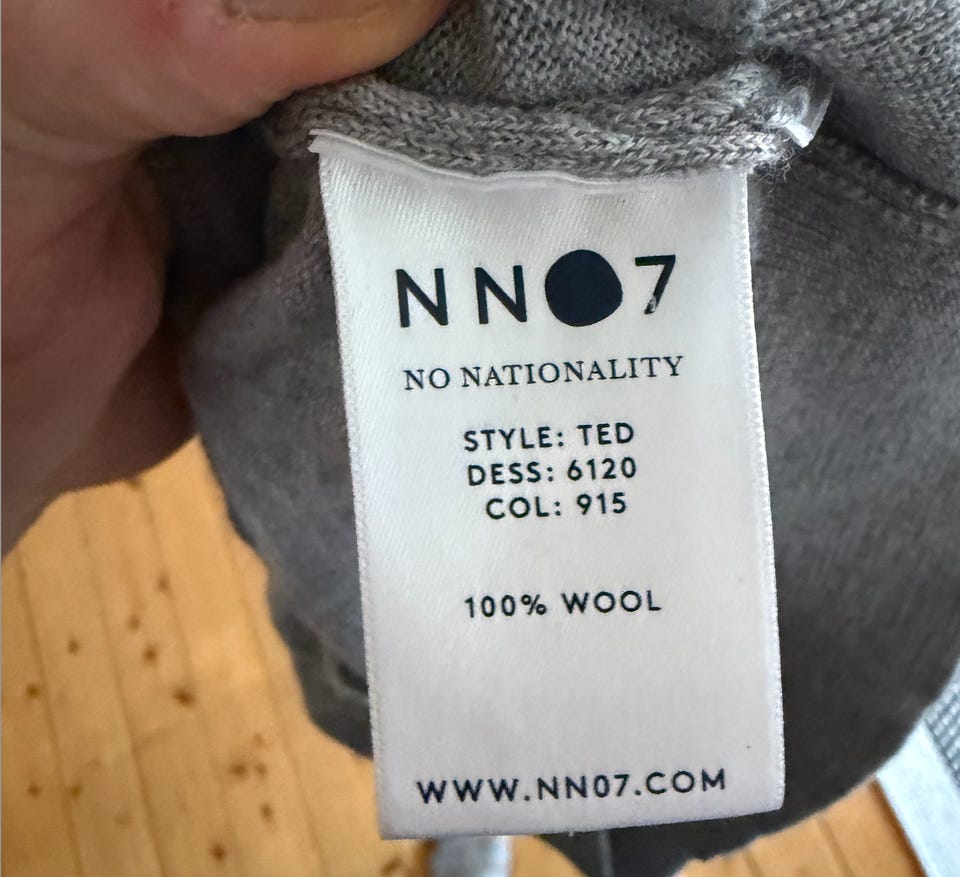 NN07
NO NATIONALITY
STYLE: TED
DESS: 6120
COL: 915
100% WOOL
WWW.NN07.COM